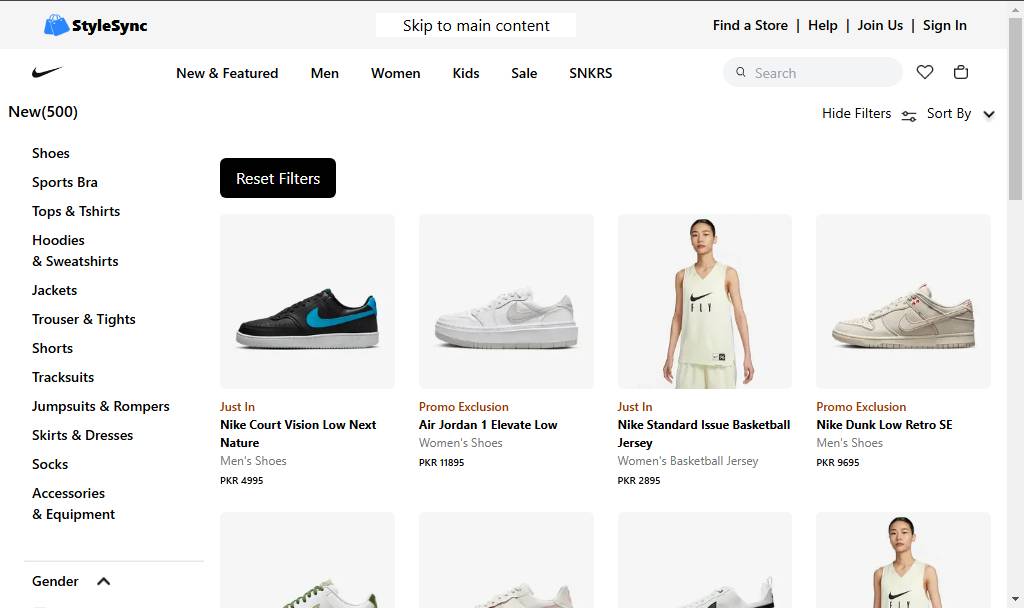 StyleSync
Skip to main content
Find a Store | Help | Join Us | Sign In
New & Featured Men Women Kids Sale SNKRS
Search
New(500)
Hide Filters
Sort By
Shoes
Sports Bra
Tops & Tshirts
Hoodies
& Sweatshirts
Jackets
Trouser & Tights
Shorts
Tracksuits
Jumpsuits & Rompers
Skirts & Dresses
Socks
Accessories
& Equipment
Gender
Reset Filters
FLY
Just In
Nike Court Vision Low Next
Nature
Men's Shoes
PKR 4995
Promo Exclusion
Air Jordan 1 Elevate Low
Women's Shoes
PKR 11895
Just In
Nike Standard Issue Basketball
Jersey
Women's Basketball Jersey
PKR 2895
Promo Exclusion
Nike Dunk Low Retro SE
Men's Shoes
PKR 9695
FLY